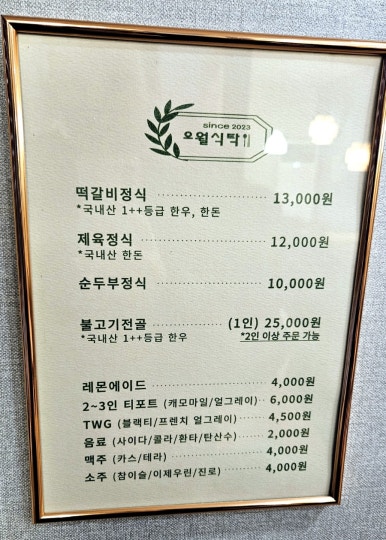 since 2023
오월식탁
떡갈비정식 13,000원
*국내산 1++등급 한우, 한돈
제육정식 12,000원
*국내산 한돈
순두부정식 10,000원
불고기전골 (1인) 25,000원
*국내산 1++등급 한우 *2인 이상 주문 가능
레몬에이드 4,000원
2~3인 티포트 (캐모마일/얼그레이) 6,000원
TWG (블랙티/프렌치 얼그레이) 4,500원
음료 (사이다/콜라/환타/탄산수) 2,000원
맥주 (카스/테라) 4,000원
소주 (참이슬/이제우린/진로) 4,000원